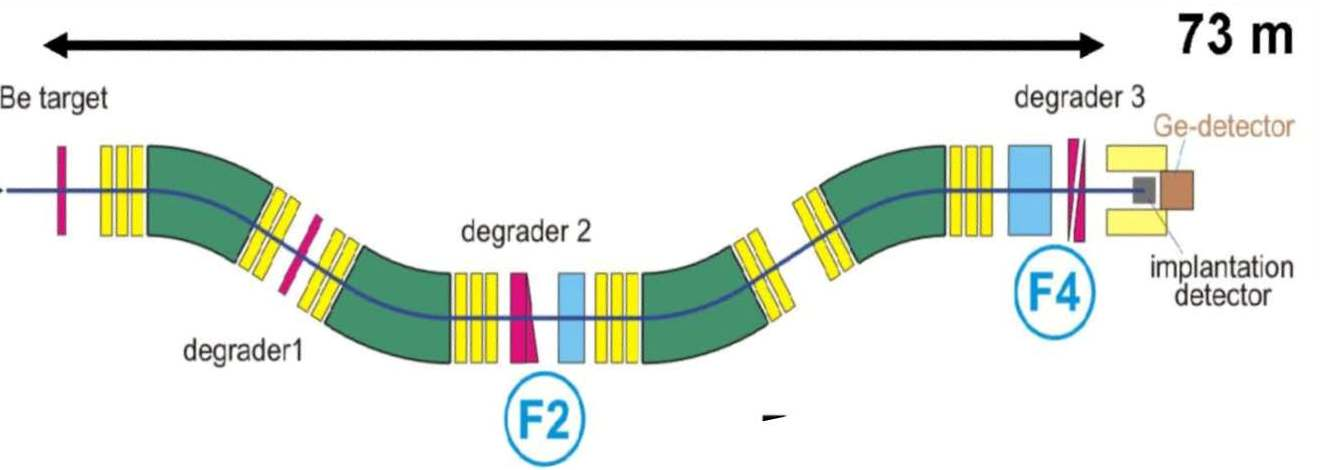 73 m
Be target
degrader 3
Ge-detector
degrader 2
F2
degrader1
F4
implantation
detector